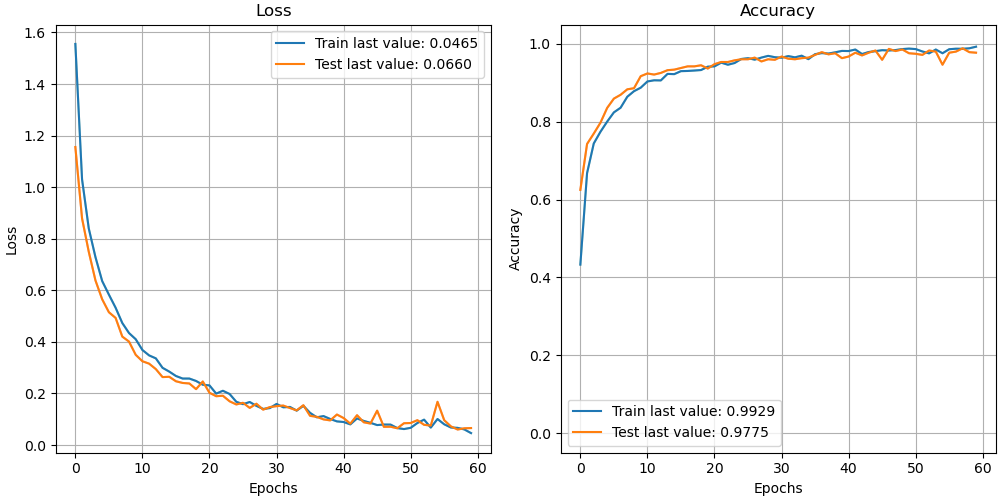 Loss
Train last value: 0.0465
Test last value: 0.0660
1.6
1.4
1.2
1.0
0.8
0.6
0.4
0.2
0.0
Loss
0 10 20 30 40 50 60
Epochs
Accuracy
1.0
0.8
0.6
0.4
0.2
0.0
Accuracy
Train last value: 0.9929
Test last value: 0.9775
0 10 20 30 40 50 60
Epochs